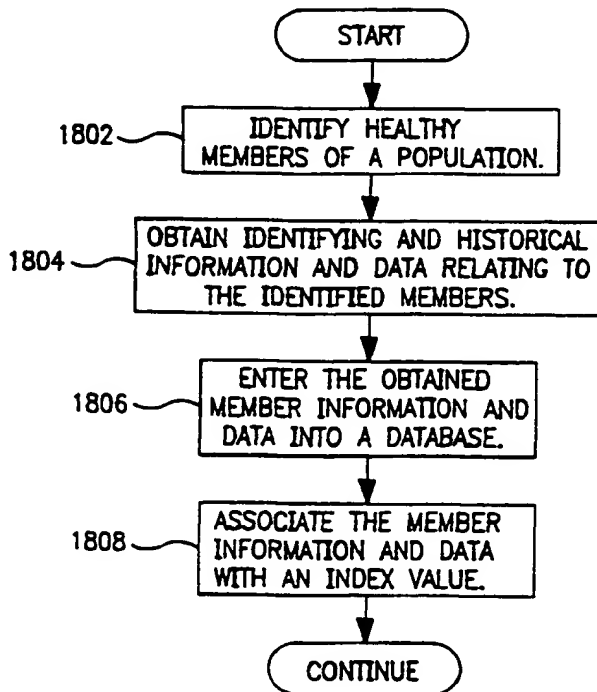 START
1802
IDENTIFY HEALTHY
MEMBERS OF A POPULATION.
1804
OBTAIN IDENTIFYING AND HISTORICAL
INFORMATION AND DATA RELATING TO
THE IDENTIFIED MEMBERS.
1806
ENTER THE OBTAINED
MEMBER INFORMATION AND
DATA INTO A DATABASE.
1808
ASSOCIATE THE MEMBER
INFORMATION AND DATA
WITH AN INDEX VALUE.
CONTINUE